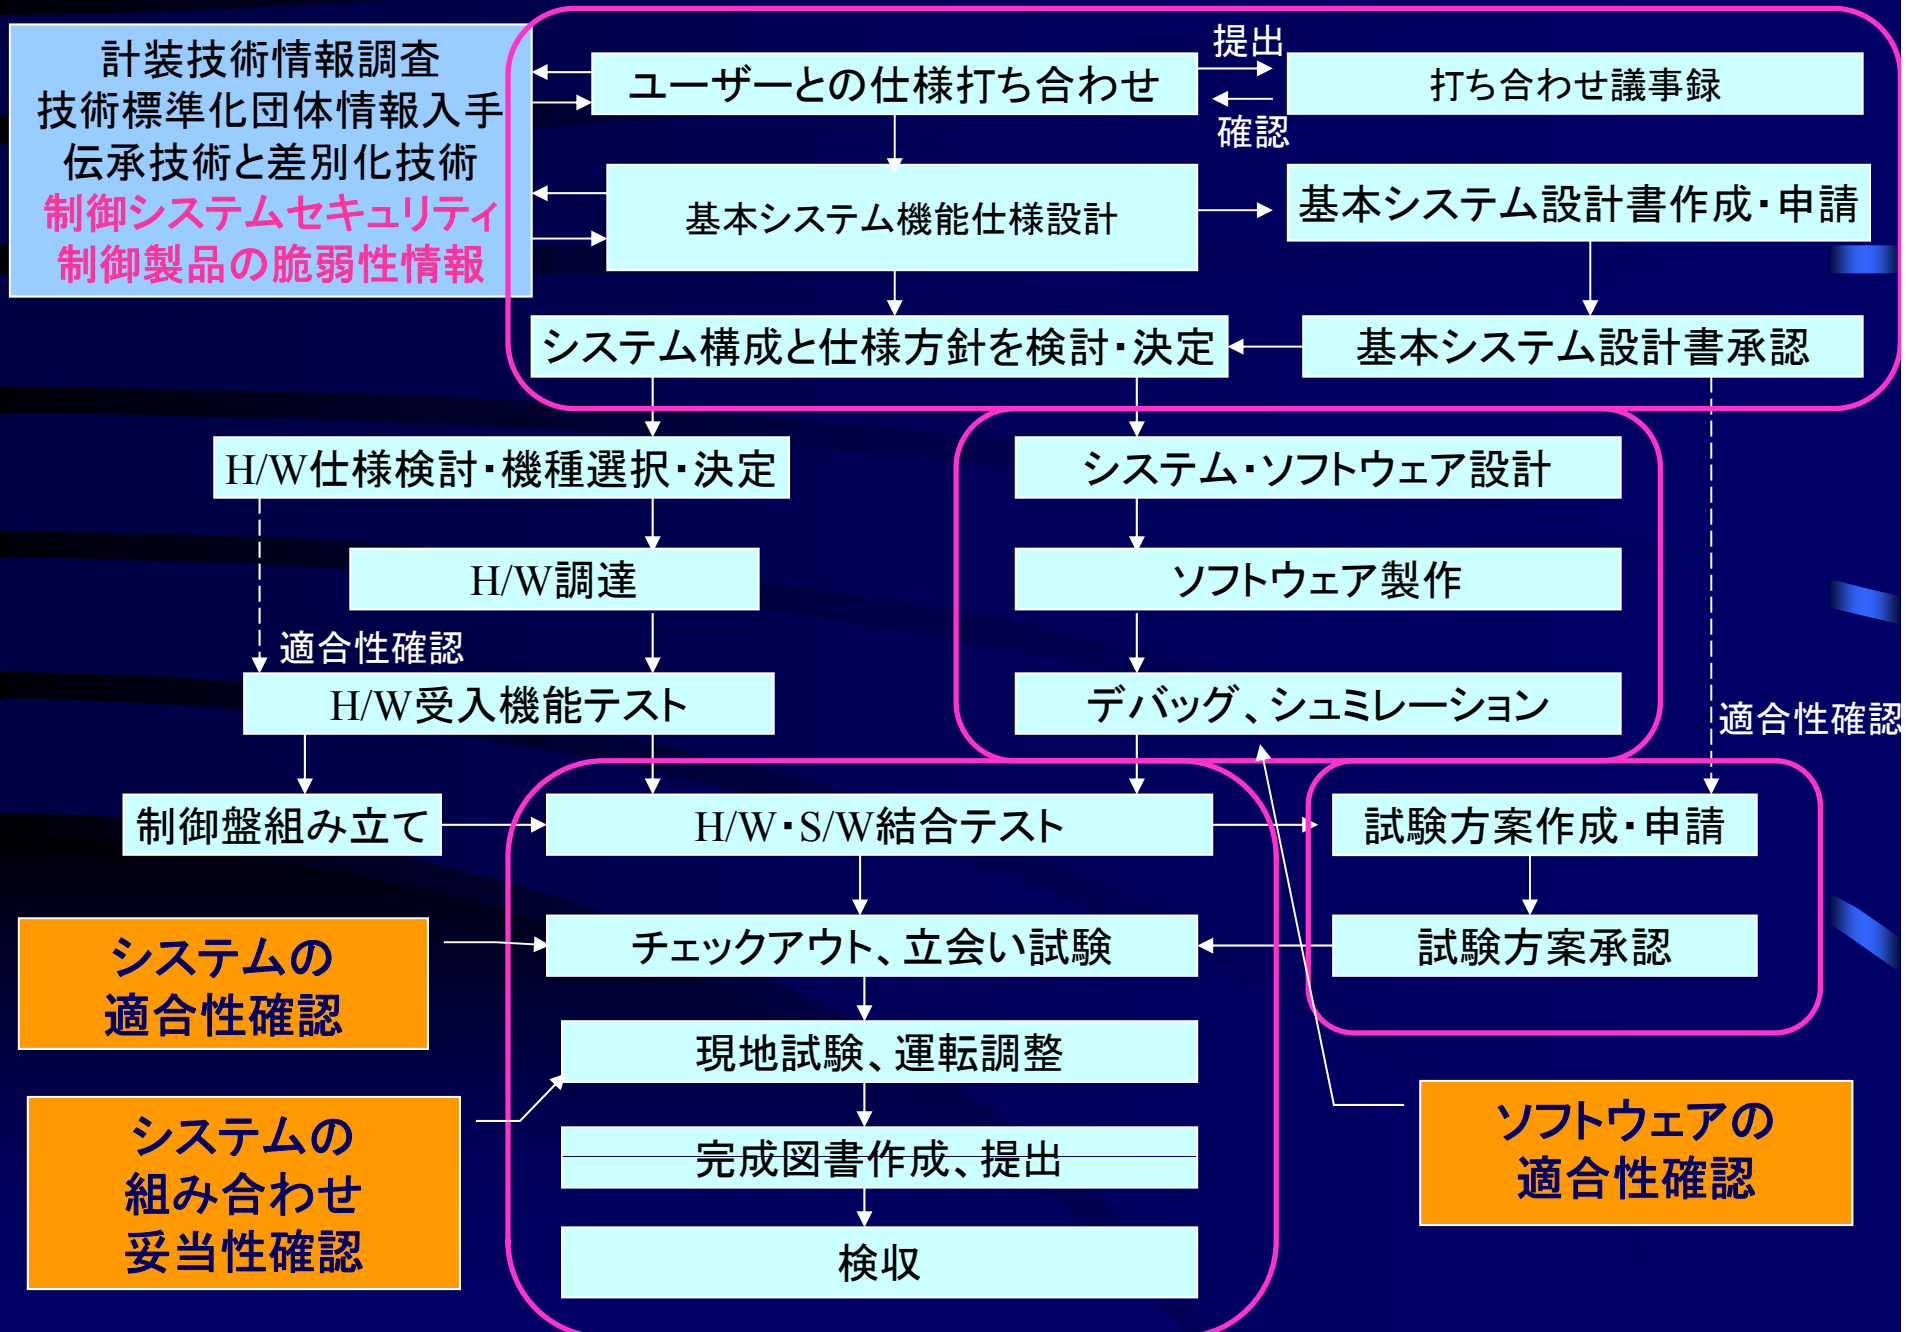 計装技術情報調査
技術標準化団体情報入手
伝承技術と差別化技術
制御システムセキュリティ
制御製品の脆弱性情報
ユーザーとの仕様打ち合わせ
提出
確認
打ち合わせ議事録
基本システム機能仕様設計
基本システム設計書作成・申請
システム構成と仕様方針を検討・決定
基本システム設計書承認
H/W仕様検討・機種選択・決定
システム・ソフトウェア設計
H/W調達
ソフトウェア製作
適合性確認
H/W受入機能テスト
デバッグ、シュミレーション
適合性確認
制御盤組み立て
H/W・S/W結合テスト
試験方案作成・申請
システムの
適合性確認
チェックアウト、立会い試験
試験方案承認
現地試験、運転調整
システムの
組み合わせ
妥当性確認
完成図書作成、提出
ソフトウェアの
適合性確認
検収